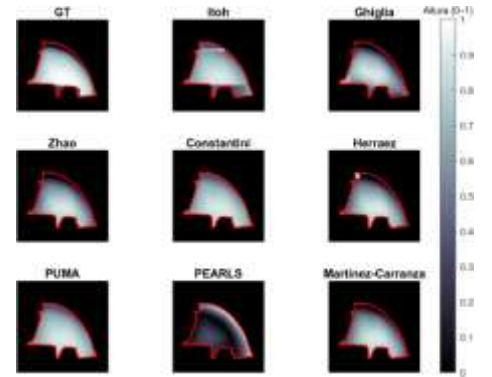 GT
Itoh
Ghiglia
Altura (0-1)
Zhao
Constantini
Herraez
PUMA
PEARLS
Martinez-Carranza
1
0.9
0.8
0.7
0.6
0.5
0.4
0.3
0.2
0.1
0